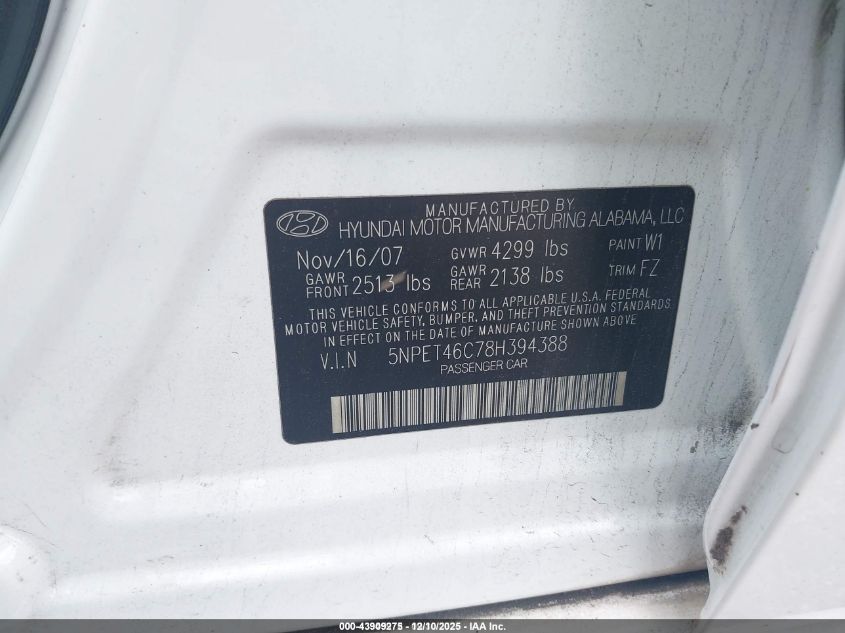 MANUFACTURED BY
HYUNDAI MOTOR MANUFACTURING ALABAMA, LLC
Nov/16/07 GVWR 4299 lbs PAINT W1
GAWR FRONT 2513 lbs GAWR REAR 2138 lbs TRIM FZ
THIS VEHICLE CONFORMS TO ALL APPLICABLE U.S.A. FEDERAL
MOTOR VEHICLE SAFETY, BUMPER, AND THEFT PREVENTION STANDARDS
IN EFFECT ON THE DATE OF MANUFACTURE SHOWN ABOVE
V.I.N 5NPET46C78H394388
PASSENGER CAR
000-43909275 - 12/10/2025 - IAA Inc.